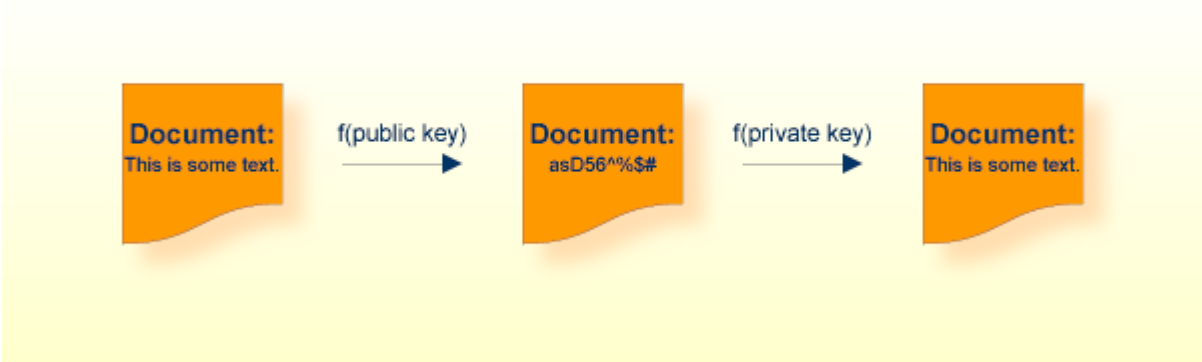 Document:
This is some text.
f(public key)
Document:
asD56^%$#
f(private key)
Document:
This is some text.